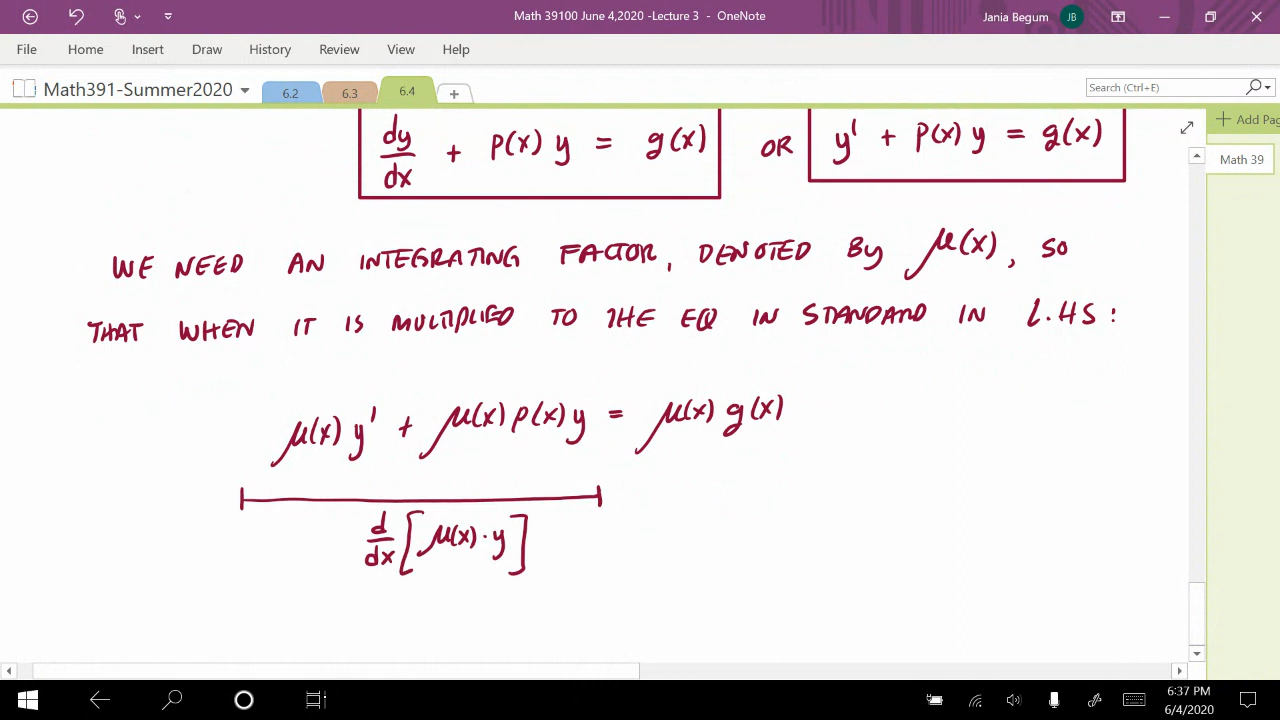 Math 39100 June 4,2020 -Lecture 3 - OneNote
Jania Begum JB
File Home Insert Draw History Review View Help
Math391-Summer2020 6.2 6.3 6.4 +
Search (Ctrl+E)
Add Pag
Math 39
dy/dx + p(x) y = g(x) OR y' + p(x) y = g(x)
WE NEED AN INTEGRATING FACTOR, DENOTED By μ(x), SO
THAT WHEN IT IS MULTIPLIED TO THE EQ IN STANDARD IN L.HS:
μ(x) y' + μ(x) p(x) y = μ(x) g(x)
d/dx [μ(x)·y]
6:37 PM
6/4/2020